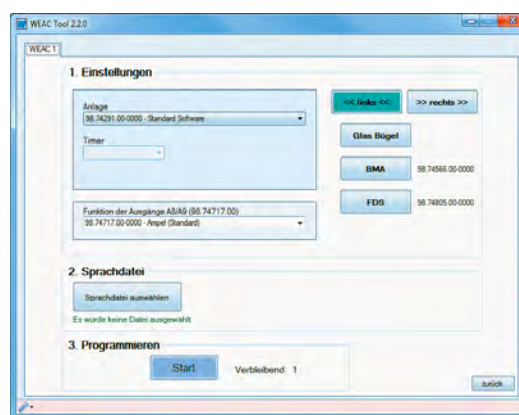 WEAC Tool 2.2.0
WEAC 1
1. Einstellungen
Anlage
98.74291.00-0000 - Standard Software
Timer
<< links <<
>> rechts >>
Glas Bügel
BMA
98.74566.00-0000
FDS
98.74805.00-0000
Funktion der Ausgänge A8/A9 (98.74717.00)
98.74717.00-0000 - Ampel (Standard)
2. Sprachdatei
Sprachdatei auswählen
Es wurde keine Datei ausgewählt
3. Programmieren
Start
Verbleibend: 1
zurück